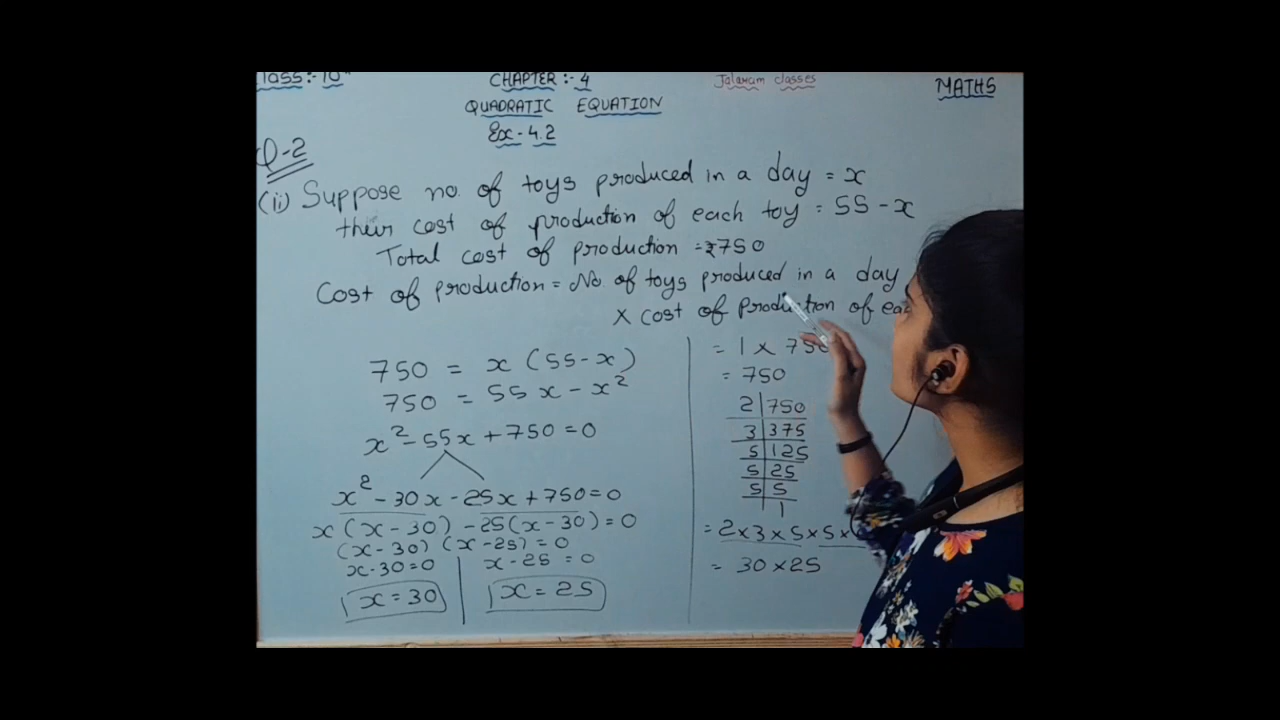 Class:- 10th
CHAPTER :- 4
Jalaram classes
MATHS
QUADRATIC EQUATION
Ex - 4.2
Q-2
(ii) Suppose no. of toys produced in a day = x
their cost of production of each toy = 55 - x
Total cost of production = ₹750
Cost of production = No. of toys produced in a day
× cost of production of
750 = x (55 - x)
750 = 55x - x²
x² - 55x + 750 = 0
x² - 30x - 25x + 750 = 0
x (x - 30) - 25 (x - 30) = 0
(x - 30) (x - 25) = 0
x - 30 = 0
x = 30
x - 25 = 0
x = 25
= 1 × 750
= 750
2 | 750
3 | 375
5 | 125
5 | 25
5 | 5
| 1
= 2 × 3 × 5 × 5 ×
= 30 × 25